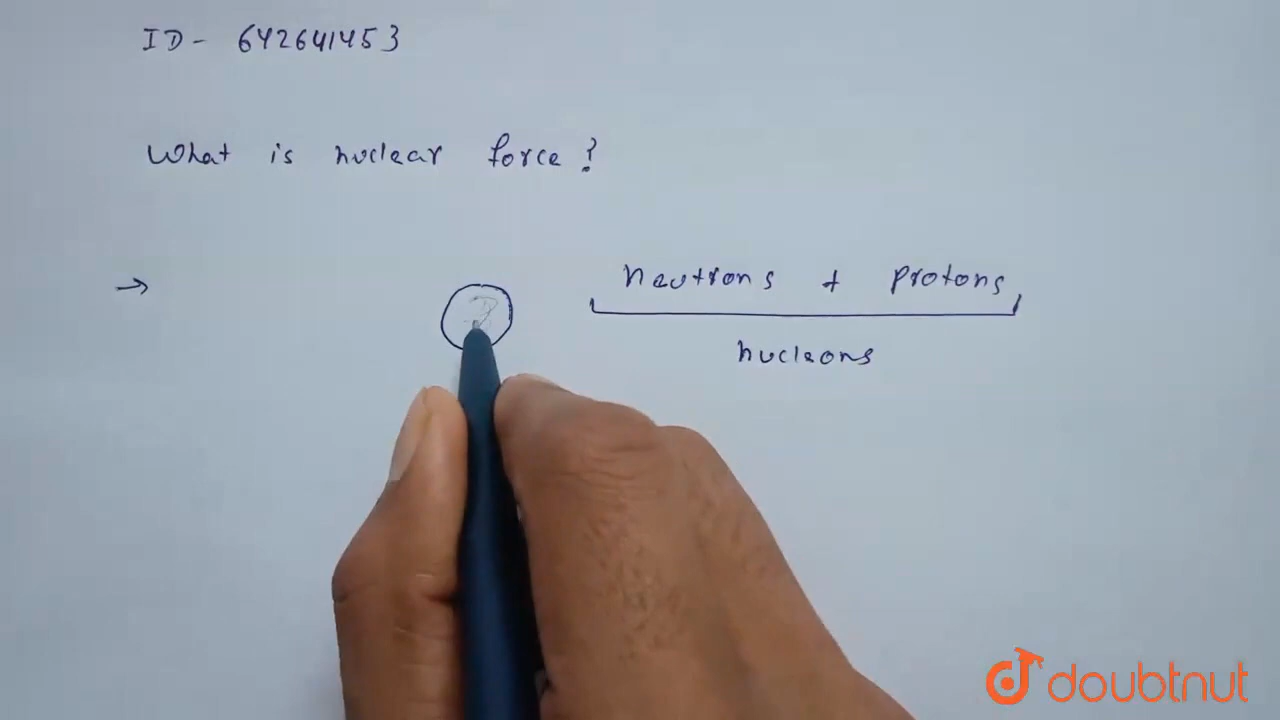 ID- 642641453
What is nuclear force?
→
neutrons + protons
nucleons
doubtnut